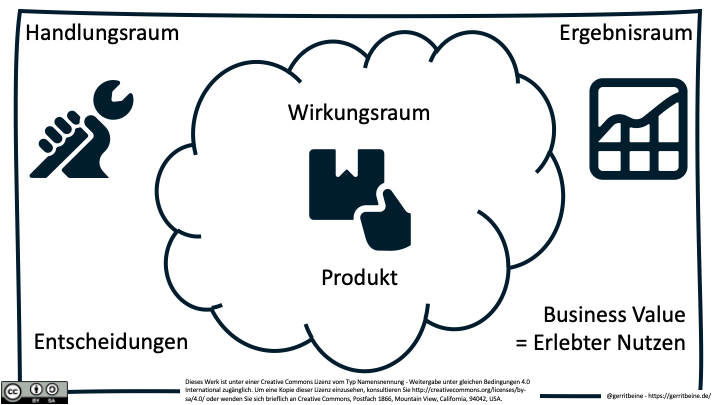 Handlungsraum
Ergebnisraum
Wirkungsraum
Produkt
Entscheidungen
Business Value
= Erlebter Nutzen
cc BY SA
Dieses Werk ist unter einer Creative Commons Lizenz vom Typ Namensnennung - Weitergabe unter gleichen Bedingungen 4.0
International zugänglich. Um eine Kopie dieser Lizenz einzusehen, konsultieren Sie http://creativecommons.org/licenses/by-
sa/4.0/ oder wenden Sie sich brieflich an Creative Commons, Postfach 1866, Mountain View, California, 94042, USA.
@gerritbeine - https://gerritbeine.de/